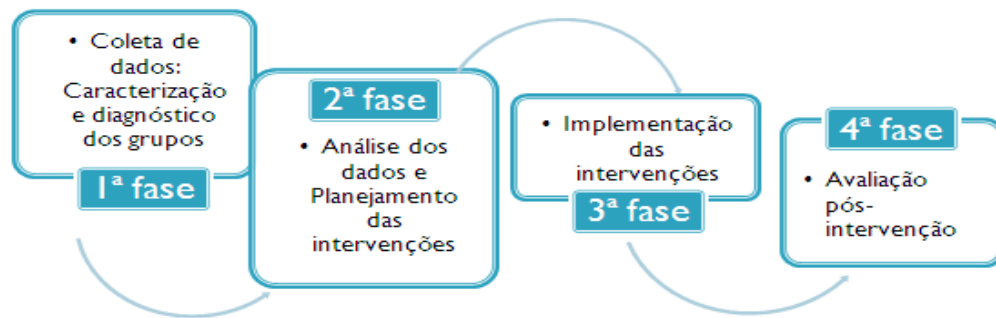 • Coleta de
dados:
Caracterização
e diagnóstico
dos grupos
1ª fase
2ª fase
• Análise dos
dados e
Planejamento
das
intervenções
• Implementação
das
intervenções
3ª fase
4ª fase
• Avaliação
pós-
intervenção